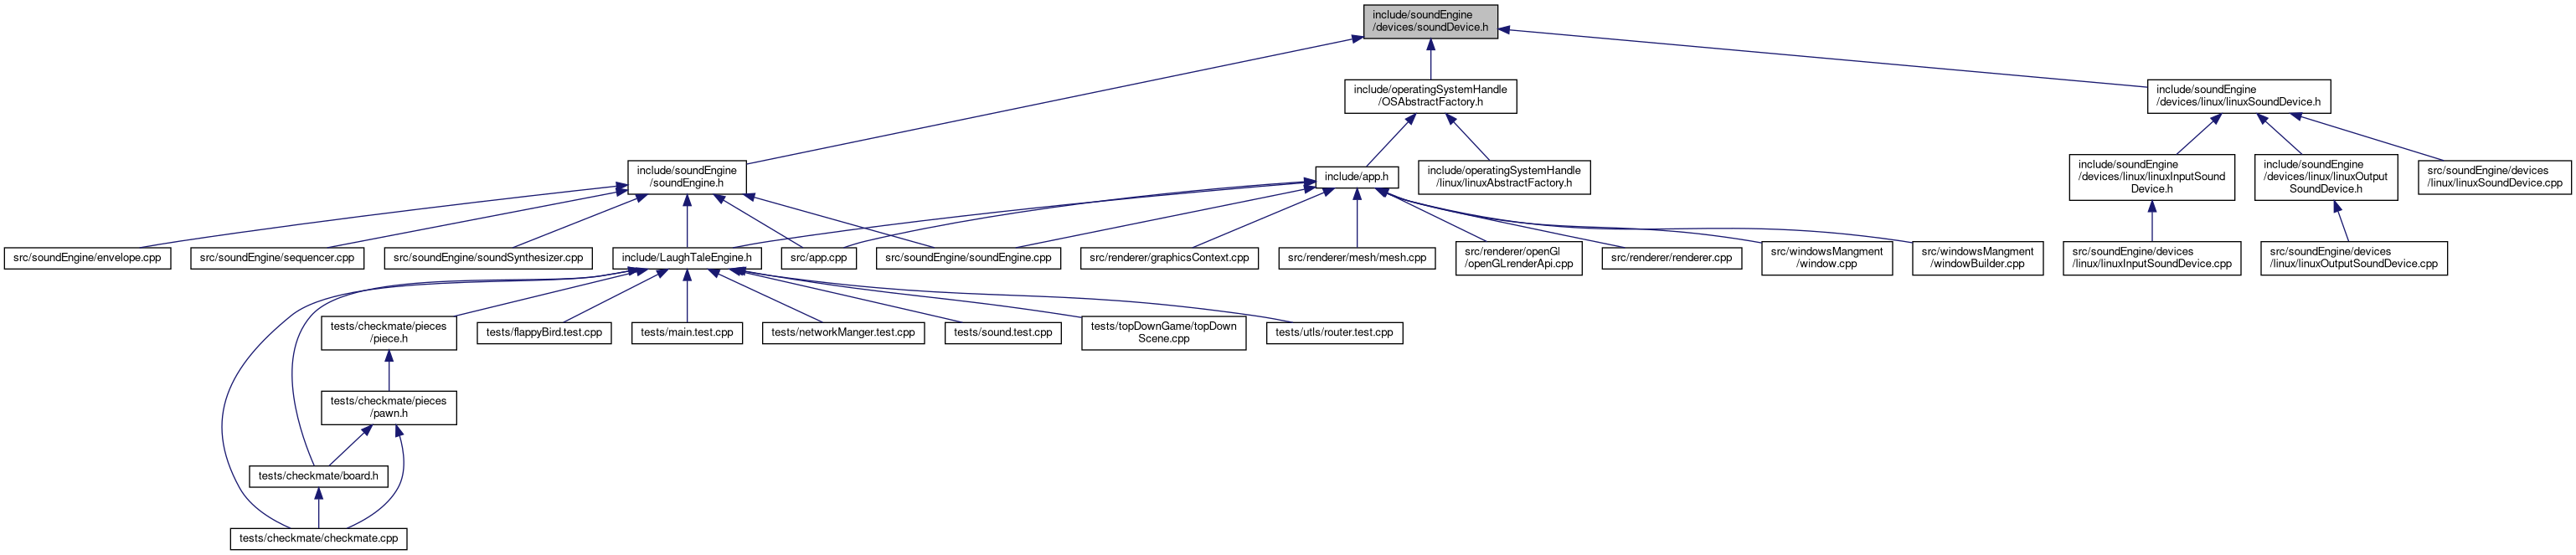 include/soundEngine
/devices/soundDevice.h
include/operatingSystemHandle
/OSAbstractFactory.h
include/soundEngine
/devices/linux/linuxSoundDevice.h
include/soundEngine
/soundEngine.h
include/app.h
include/operatingSystemHandle
/linux/linuxAbstractFactory.h
include/soundEngine
/devices/linux/linuxInputSound
Device.h
include/soundEngine
/devices/linux/linuxOutput
SoundDevice.h
src/soundEngine/devices
/linux/linuxSoundDevice.cpp
src/soundEngine/envelope.cpp
src/soundEngine/sequencer.cpp
src/soundEngine/soundSynthesizer.cpp
include/LaughTaleEngine.h
src/app.cpp
src/soundEngine/soundEngine.cpp
src/renderer/graphicsContext.cpp
src/renderer/mesh/mesh.cpp
src/renderer/openGl
/openGLrenderApi.cpp
src/renderer/renderer.cpp
src/windowsMangment
/window.cpp
src/windowsMangment
/windowBuilder.cpp
src/soundEngine/devices
/linux/linuxInputSoundDevice.cpp
src/soundEngine/devices
/linux/linuxOutputSoundDevice.cpp
tests/checkmate/pieces
/piece.h
tests/flappyBird.test.cpp
tests/main.test.cpp
tests/networkManger.test.cpp
tests/sound.test.cpp
tests/topDownGame/topDown
Scene.cpp
tests/utls/router.test.cpp
tests/checkmate/pieces
/pawn.h
tests/checkmate/board.h
tests/checkmate/checkmate.cpp